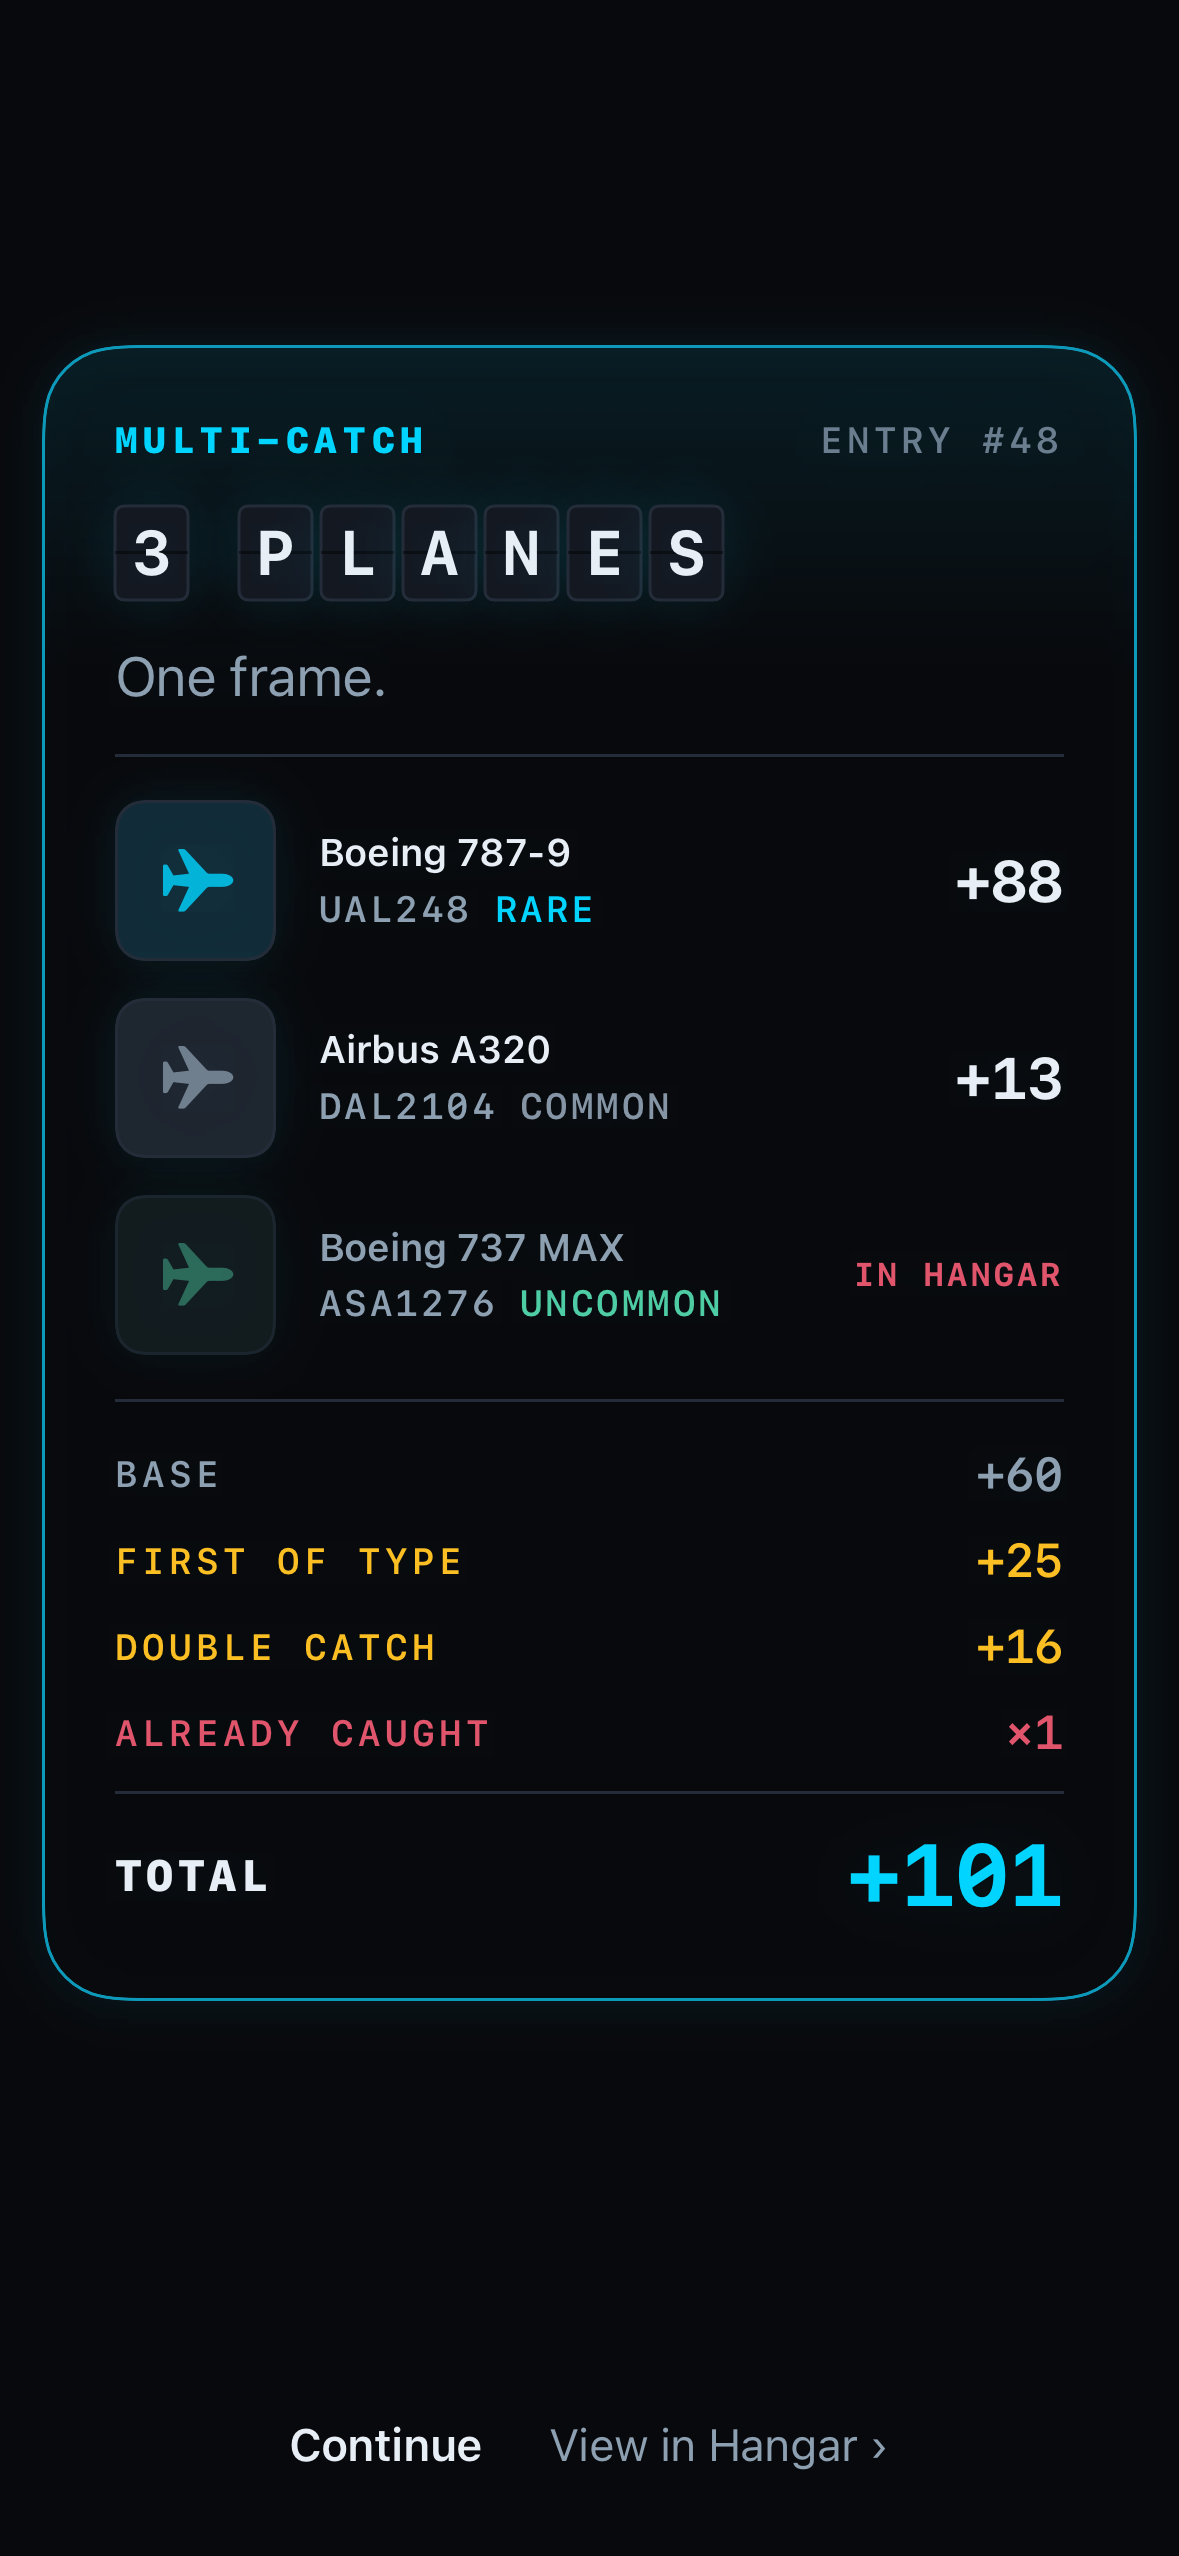 MULTI-CATCH ENTRY #48
3 PLANES
One frame.
Boeing 787-9
UAL248 RARE
+88
Airbus A320
DAL2104 COMMON
+13
Boeing 737 MAX
ASA1276 UNCOMMON
IN HANGAR
BASE +60
FIRST OF TYPE +25
DOUBLE CATCH +16
ALREADY CAUGHT ×1
TOTAL +101
Continue View in Hangar ›